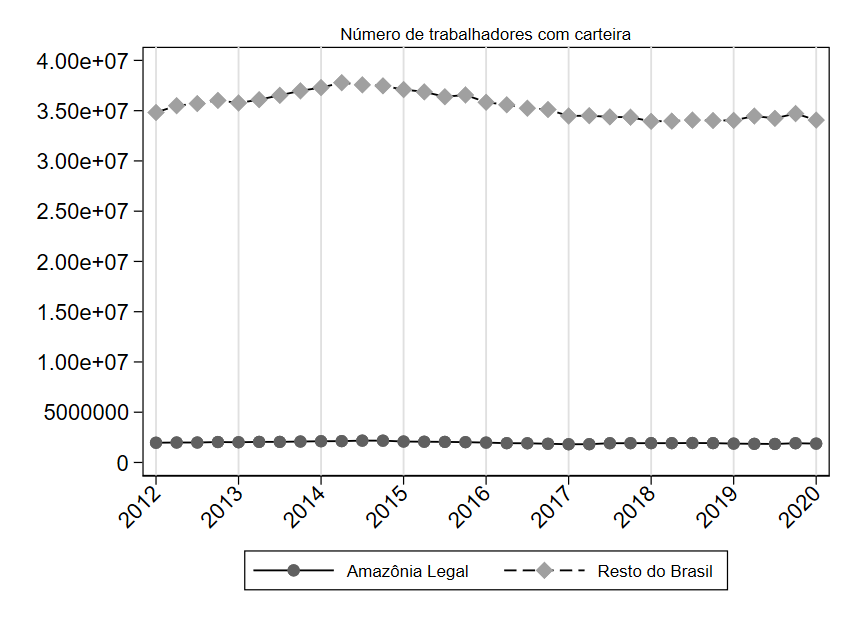 Número de trabalhadores com carteira
4.00e+07
3.50e+07
3.00e+07
2.50e+07
2.00e+07
1.50e+07
1.00e+07
5000000
0
2012 2013 2014 2015 2016 2017 2018 2019 2020
Amazônia Legal Resto do Brasil